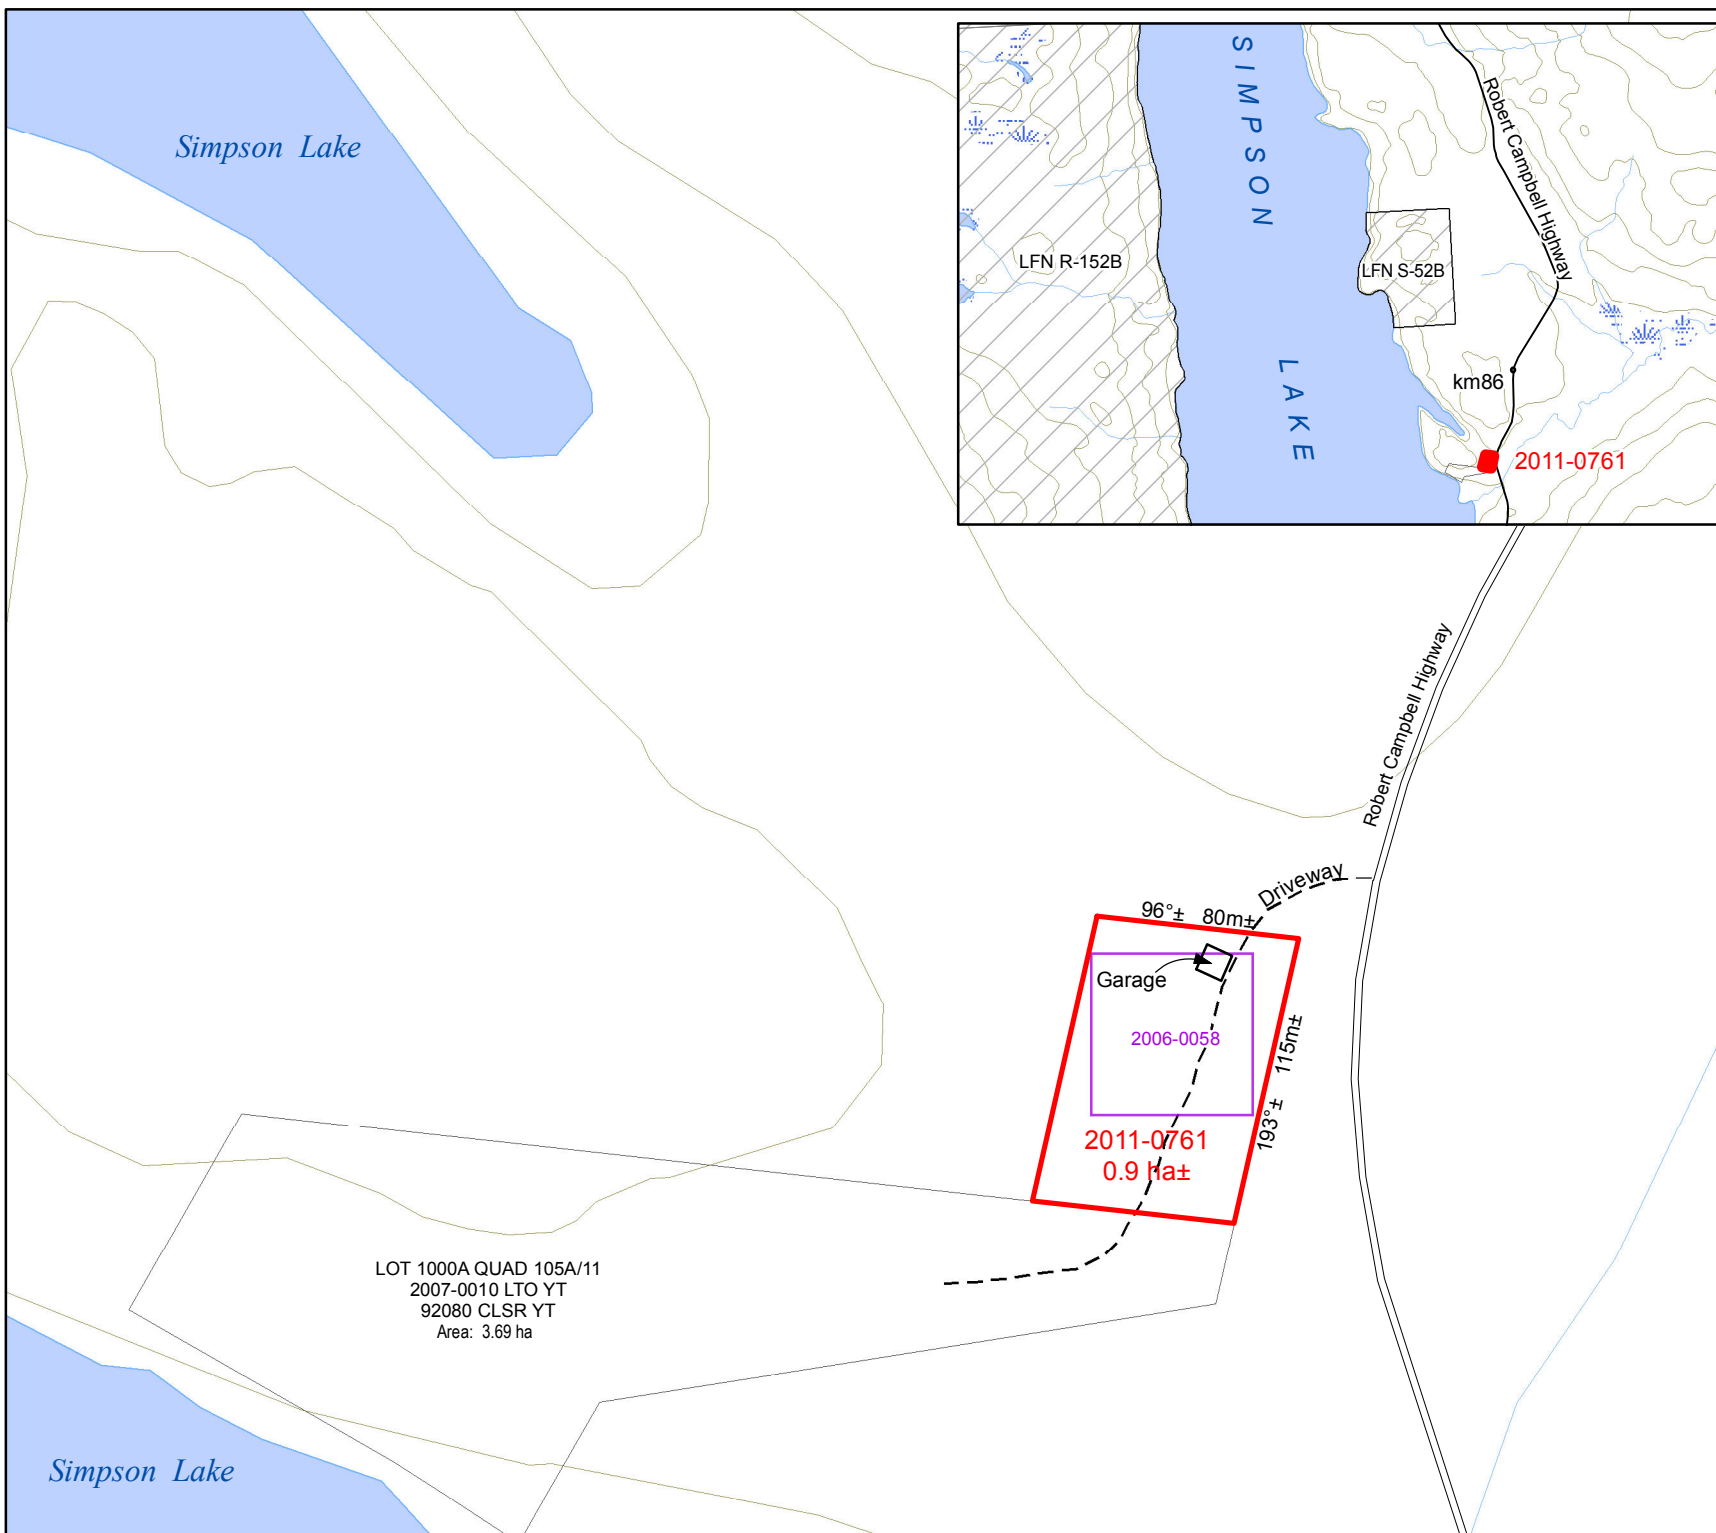 Simpson Lake
SIMPSON
LAKE
Robert Campbell Highway
LFN R-152B
LFN S-52B
km86
2011-0761
Robert Campbell Highway
Driveway
96°± 80m±
Garage
2006-0058
115m±
193°±
2011-0761
0.9 ha±
LOT 1000A QUAD 105A/11
2007-0010 LTO YT
92080 CLSR YT
Area: 3.69 ha
Simpson Lake